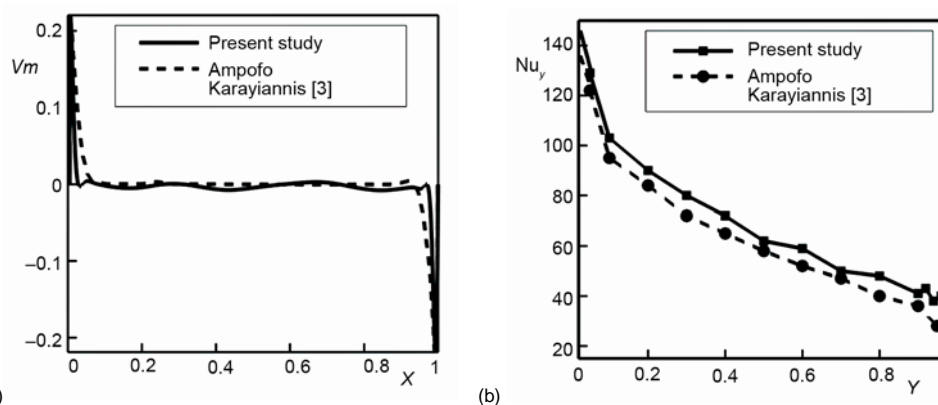 0.2
Vm
0.1
0
–0.1
–0.2
0
0.2
0.4
0.6
0.8
X
1
Present study
Ampofo
Karayiannis [3]
)
(b)
140
Nuy
120
100
80
60
40
20
0
0.2
0.4
0.6
0.8
Y
Present study
Ampofo
Karayiannis [3]